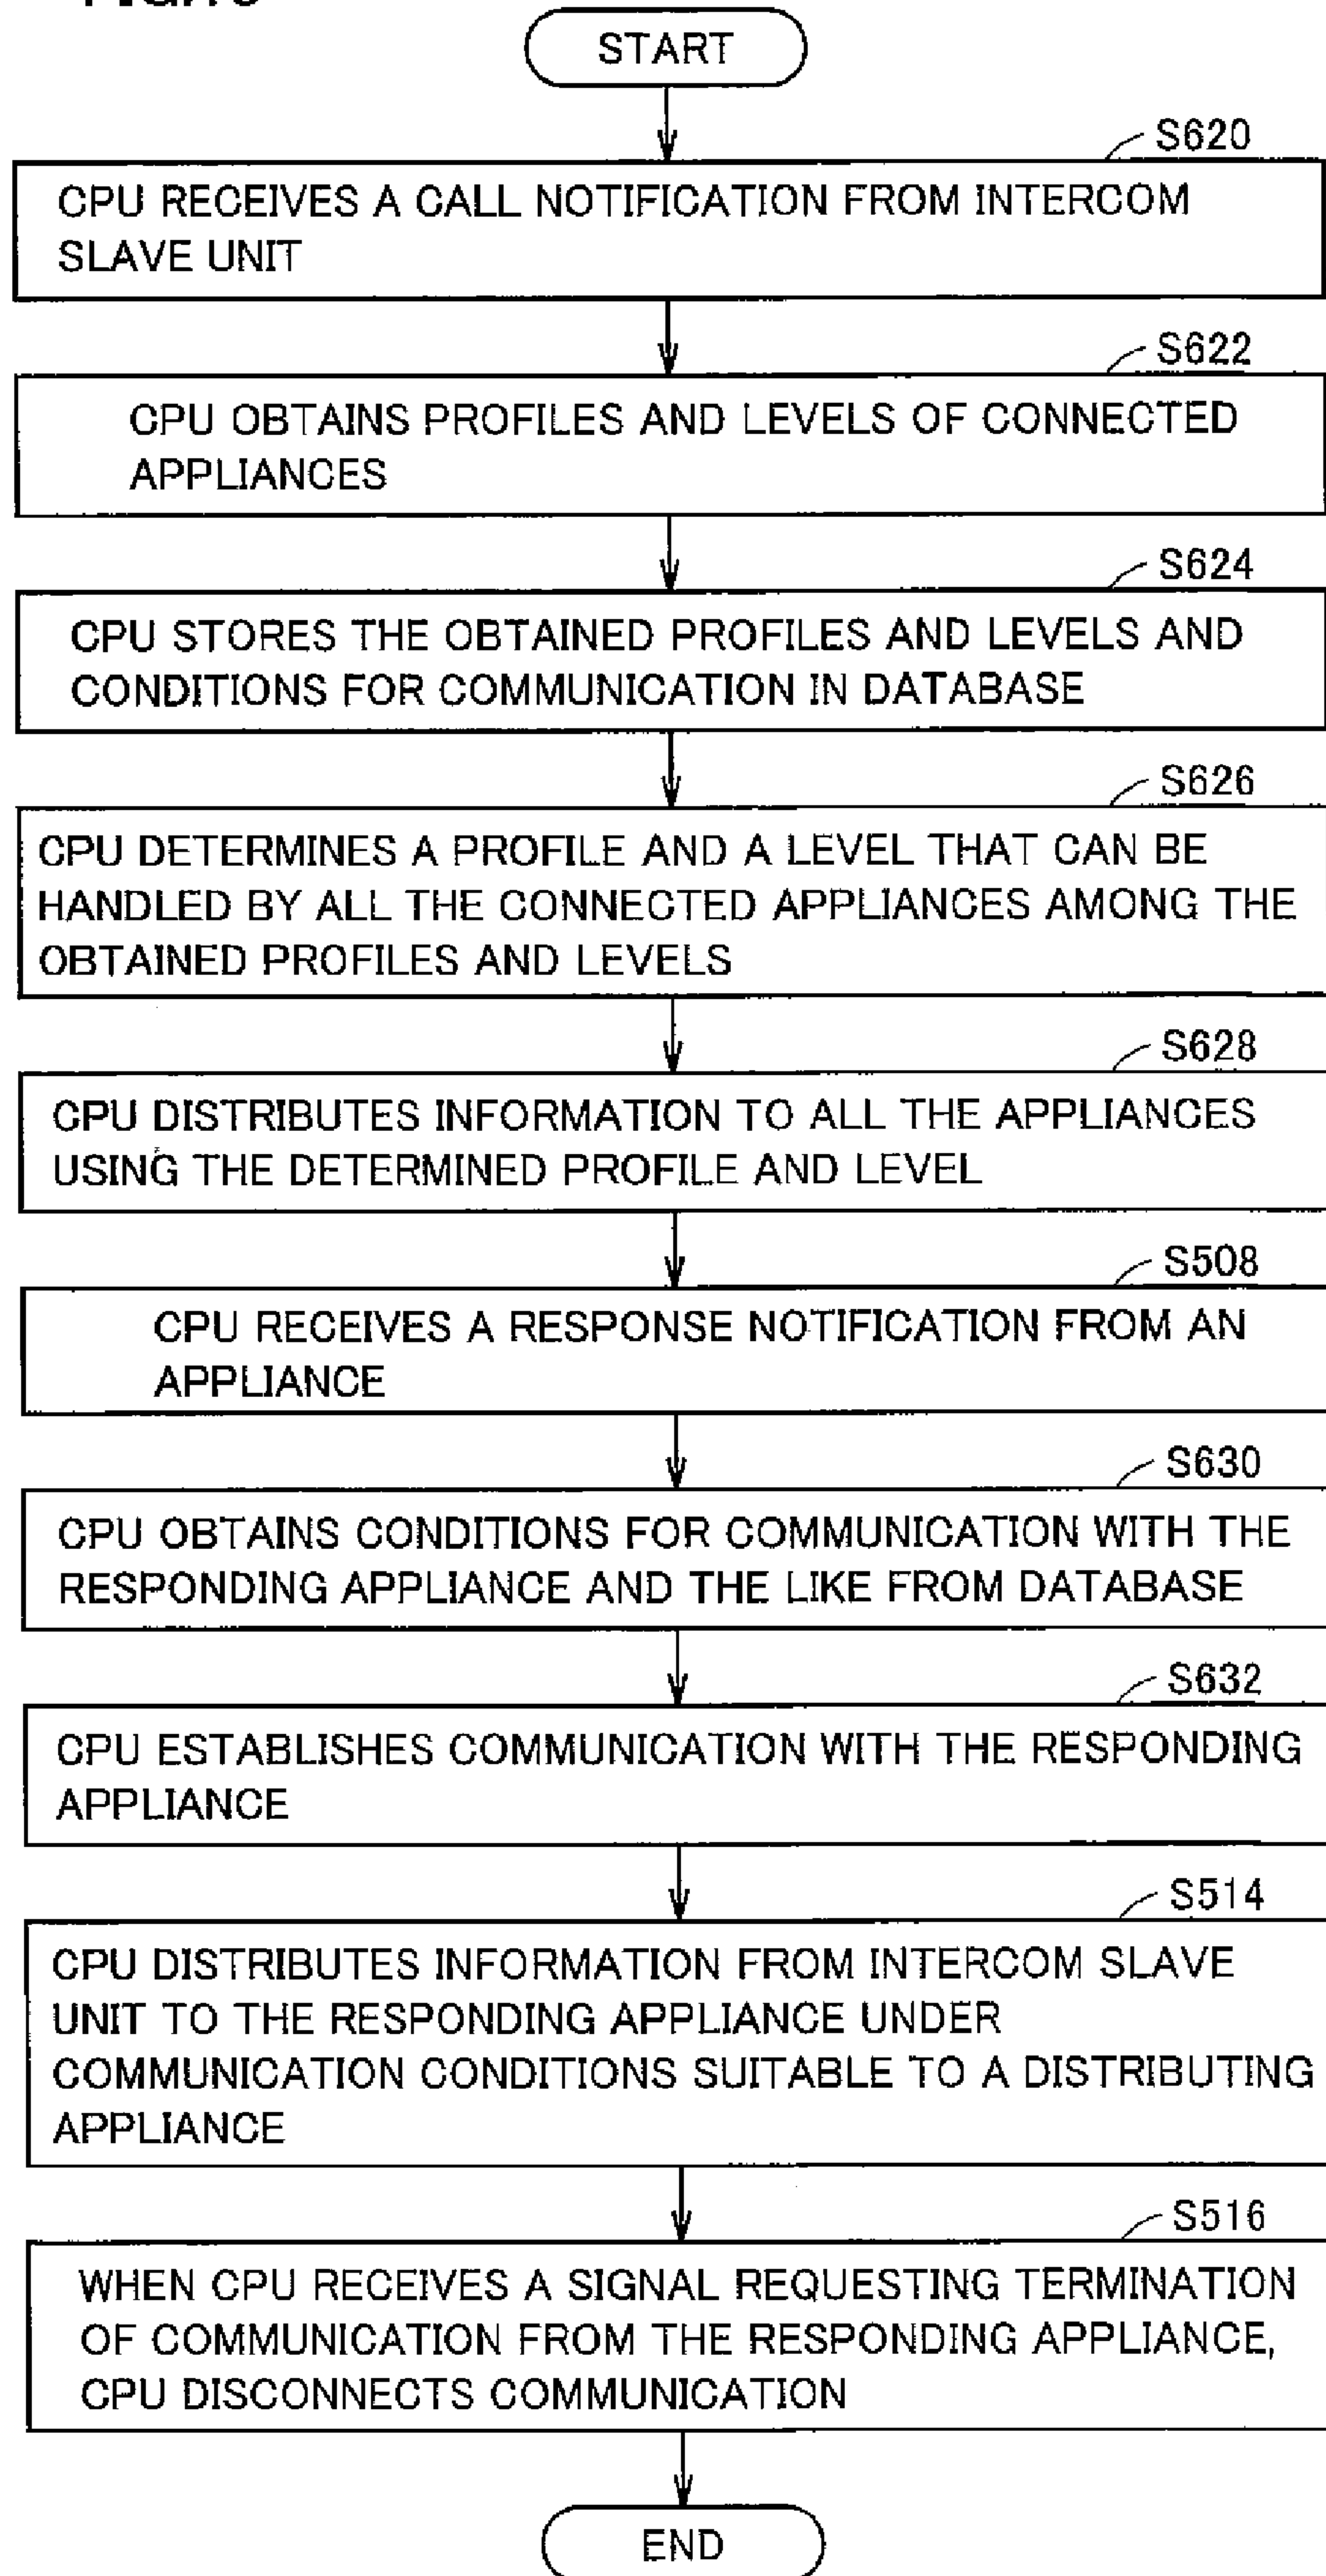 START
S620
CPU RECEIVES A CALL NOTIFICATION FROM INTERCOM
SLAVE UNIT
S622
CPU OBTAINS PROFILES AND LEVELS OF CONNECTED
APPLIANCES
S624
CPU STORES THE OBTAINED PROFILES AND LEVELS AND
CONDITIONS FOR COMMUNICATION IN DATABASE
S626
CPU DETERMINES A PROFILE AND A LEVEL THAT CAN BE
HANDLED BY ALL THE CONNECTED APPLIANCES AMONG THE
OBTAINED PROFILES AND LEVELS
S628
CPU DISTRIBUTES INFORMATION TO ALL THE APPLIANCES
USING THE DETERMINED PROFILE AND LEVEL
S508
CPU RECEIVES A RESPONSE NOTIFICATION FROM AN
APPLIANCE
S630
CPU OBTAINS CONDITIONS FOR COMMUNICATION WITH THE
RESPONDING APPLIANCE AND THE LIKE FROM DATABASE
S632
CPU ESTABLISHES COMMUNICATION WITH THE RESPONDING
APPLIANCE
S514
CPU DISTRIBUTES INFORMATION FROM INTERCOM SLAVE
UNIT TO THE RESPONDING APPLIANCE UNDER
COMMUNICATION CONDITIONS SUITABLE TO A DISTRIBUTING
APPLIANCE
S516
WHEN CPU RECEIVES A SIGNAL REQUESTING TERMINATION
OF COMMUNICATION FROM THE RESPONDING APPLIANCE,
CPU DISCONNECTS COMMUNICATION
END